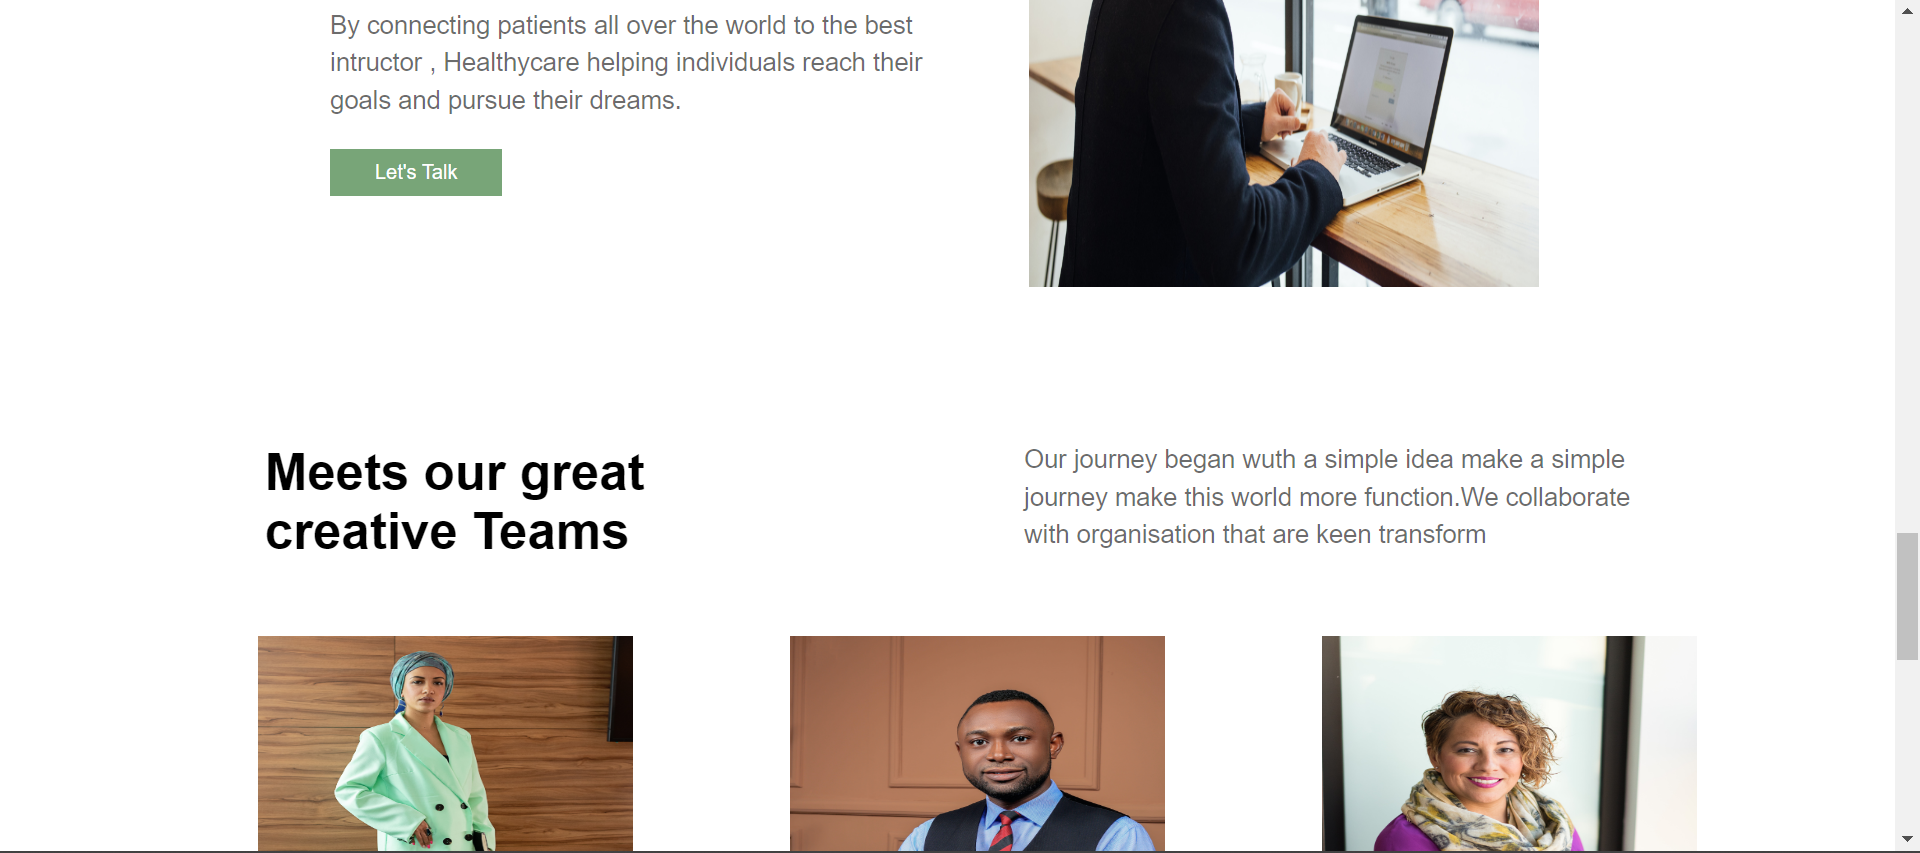 By connecting patients all over the world to the best
intructor , Healthycare helping individuals reach their
goals and pursue their dreams.
Let's Talk
Meets our great
creative Teams
Our journey began wuth a simple idea make a simple
journey make this world more function.We collaborate
with organisation that are keen transform